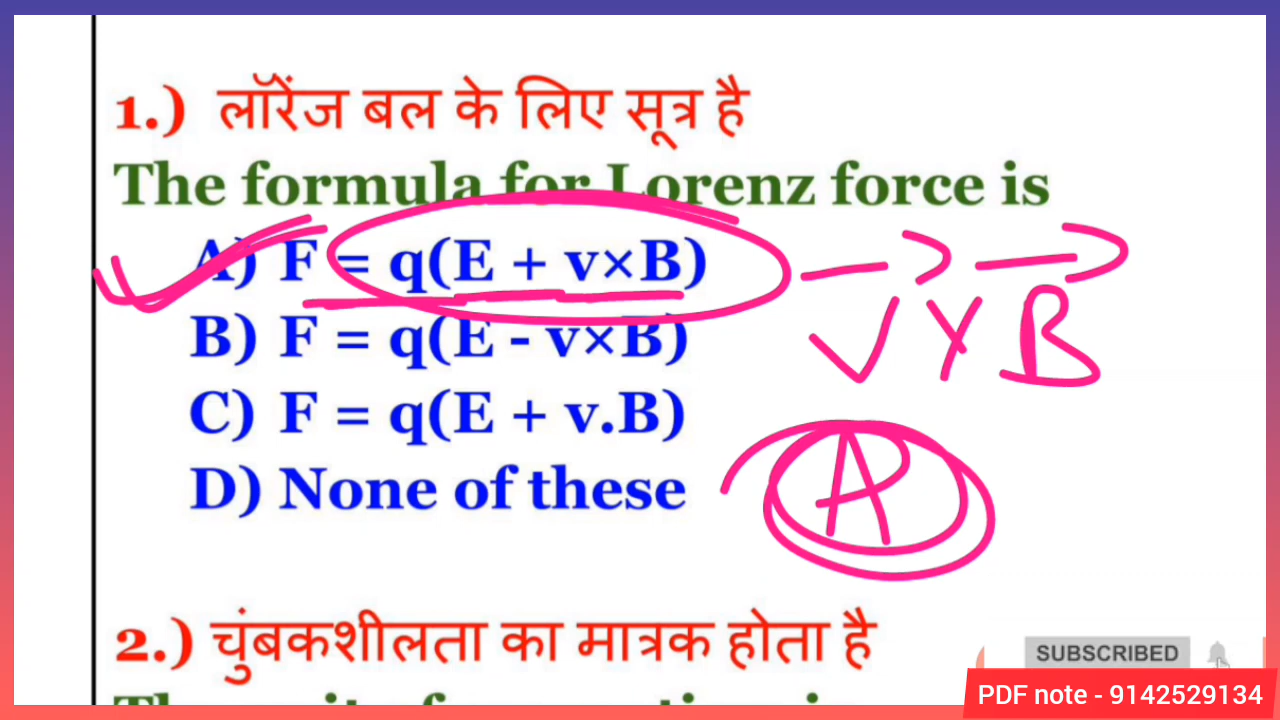 1.) लॉरेंज बल के लिए सूत्र है
The formula for Lorenz force is
A) F = q(E + v×B)
B) F = q(E - v×B)
C) F = q(E + v.B)
D) None of these
v × B
A
2.) चुंबकशीलता का मात्रक होता है
SUBSCRIBED
PDF note - 9142529134